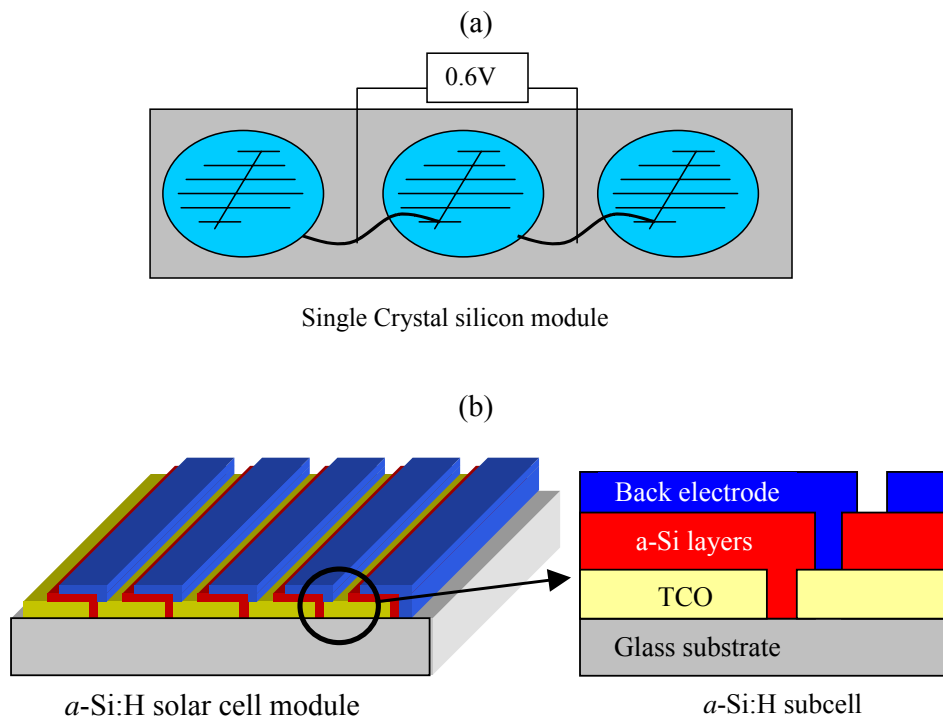 (a)
0.6V
Single Crystal silicon module
(b)
Back electrode
a-Si layers
TCO
Glass substrate
a-Si:H solar cell module
a-Si:H subcell